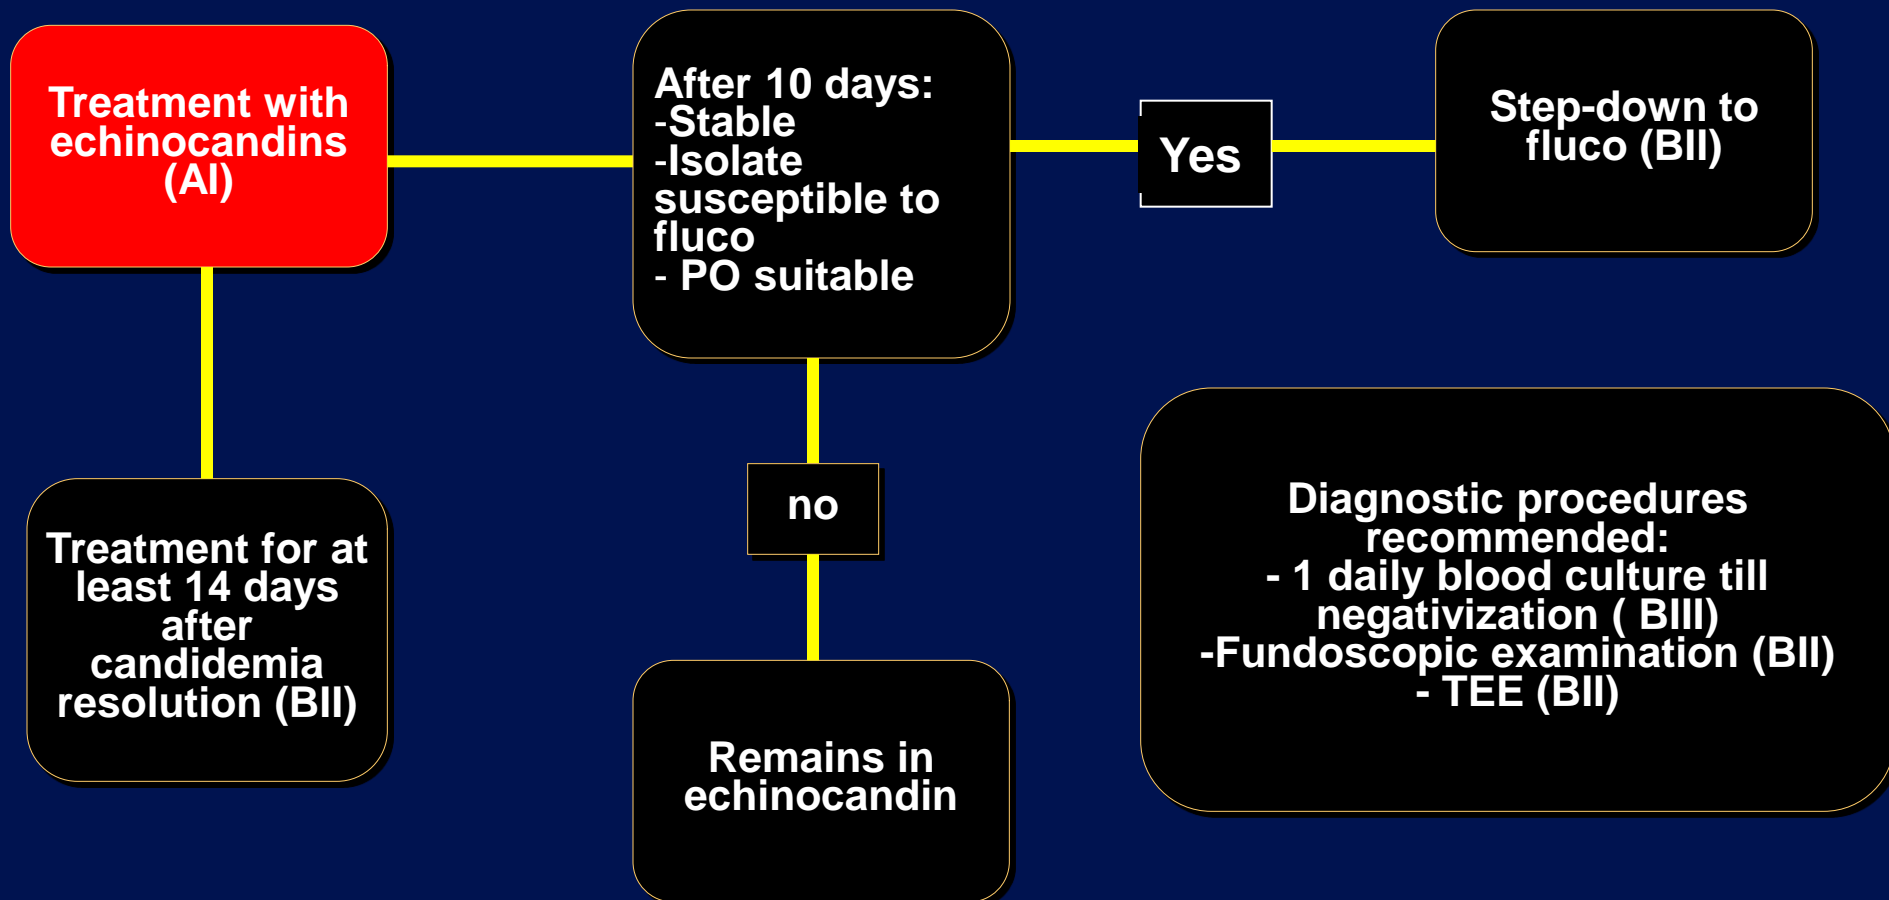 Treatment with
echinocandins
(AI)
After 10 days:
-Stable
-Isolate
susceptible to
fluco
- PO suitable
Yes
Step-down to
fluco (BII)
Treatment for at
least 14 days
after
candidemia
resolution (BII)
no
Remains in
echinocandin
Diagnostic procedures
recommended:
- 1 daily blood culture till
negativization ( BIII)
-Fundoscopic examination (BII)
- TEE (BII)